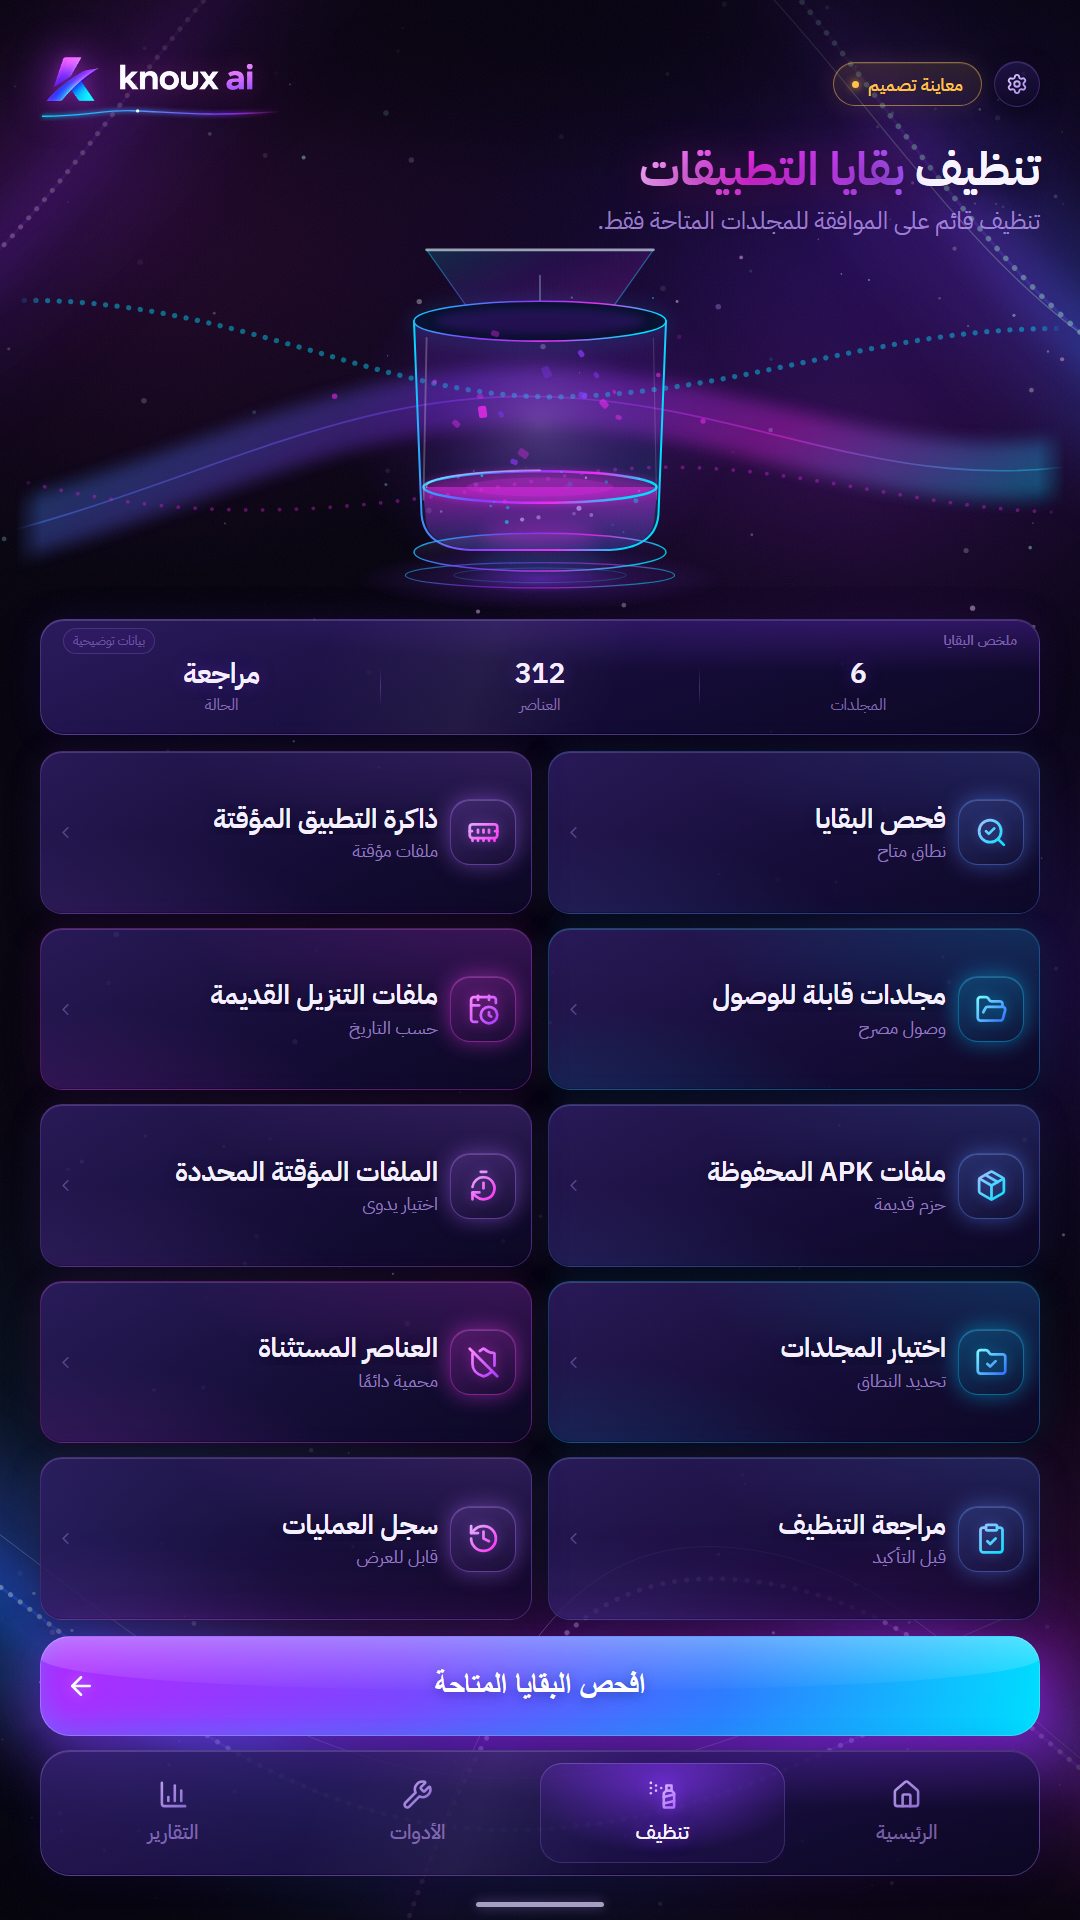 knoux ai
معاينة تصميم
تنظيف بقايا التطبيقات
تنظيف قائم على الموافقة للمجلدات المتاحة فقط.
ملخص البقايا
بيانات توضيحية
6
المجلدات
312
العناصر
مراجعة
الحالة
فحص البقايا
نطاق متاح
ذاكرة التطبيق المؤقتة
ملفات مؤقتة
مجلدات قابلة للوصول
وصول مصرح
ملفات التنزيل القديمة
حسب التاريخ
ملفات APK المحفوظة
حزم قديمة
الملفات المؤقتة المحددة
اختيار يدوي
اختيار المجلدات
تحديد النطاق
العناصر المستثناة
محمية دائمًا
مراجعة التنظيف
قبل التأكيد
سجل العمليات
قابل للعرض
افحص البقايا المتاحة
الرئيسية
تنظيف
الأدوات
التقارير